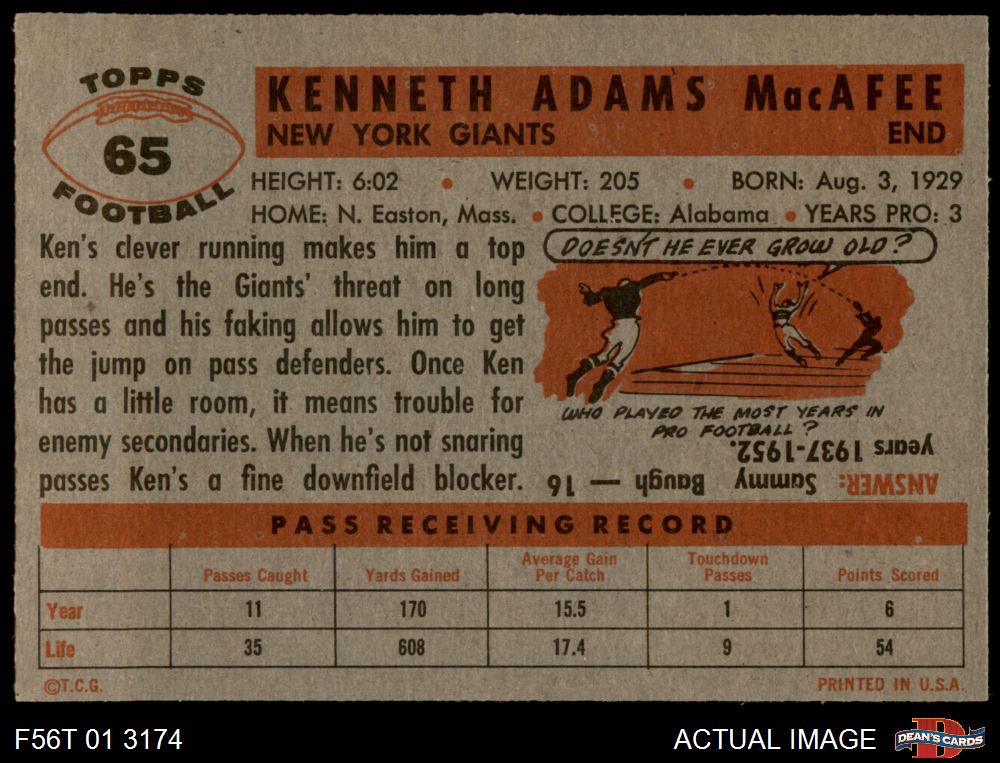 TOPPS
65
FOOTBALL
KENNETH ADAMS MacAFEE
NEW YORK GIANTS END
HEIGHT: 6:02 • WEIGHT: 205 • BORN: Aug. 3, 1929
HOME: N. Easton, Mass. • COLLEGE: Alabama • YEARS PRO: 3
Ken's clever running makes him a top
end. He's the Giants' threat on long
passes and his faking allows him to get
the jump on pass defenders. Once Ken
has a little room, it means trouble for
enemy secondaries. When he's not snaring
passes Ken's a fine downfield blocker.
DOESN'T HE EVER GROW OLD?
WHO PLAYED THE MOST YEARS IN
PRO FOOTBALL?
ANSWER: Sammy Baugh — 16
years 1937-1952.
PASS RECEIVING RECORD
Passes Caught Yards Gained Average Gain Per Catch Touchdown Passes Points Scored
Year 11 170 15.5 1 6
Life 35 608 17.4 9 54
©T.C.G. PRINTED IN U.S.A.
F56T 01 3174 ACTUAL IMAGE DEAN'S CARDS